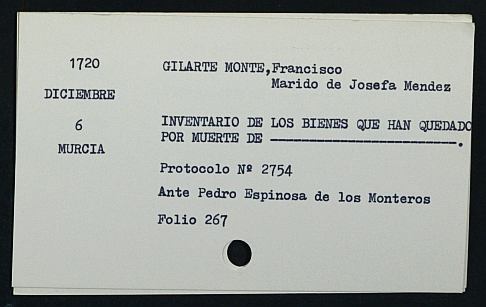 1720
DICIEMBRE
6
MURCIA
GILARTE MONTE,Francisco
Marido de Josefa Mendez
INVENTARIO DE LOS BIENES QUE HAN QUEDADO
POR MUERTE DE ————————————————.
Protocolo Nº 2754
Ante Pedro Espinosa de los Monteros
Folio 267